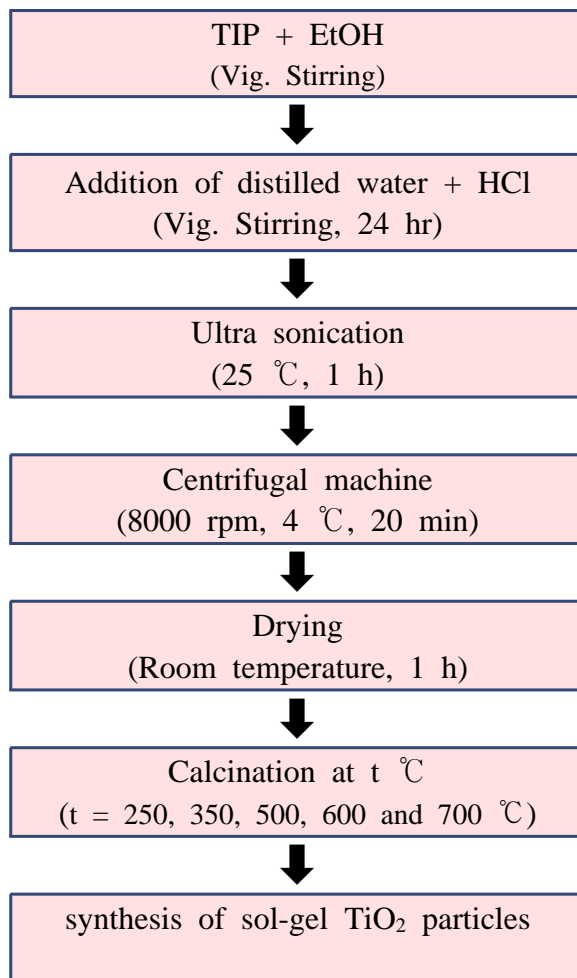 TIP + EtOH
(Vig. Stirring)
Addition of distilled water + HCl
(Vig. Stirring, 24 hr)
Ultra sonication
(25 ℃, 1 h)
Centrifugal machine
(8000 rpm, 4 ℃, 20 min)
Drying
(Room temperature, 1 h)
Calcination at t ℃
(t = 250, 350, 500, 600 and 700 ℃)
synthesis of sol-gel TiO₂ particles